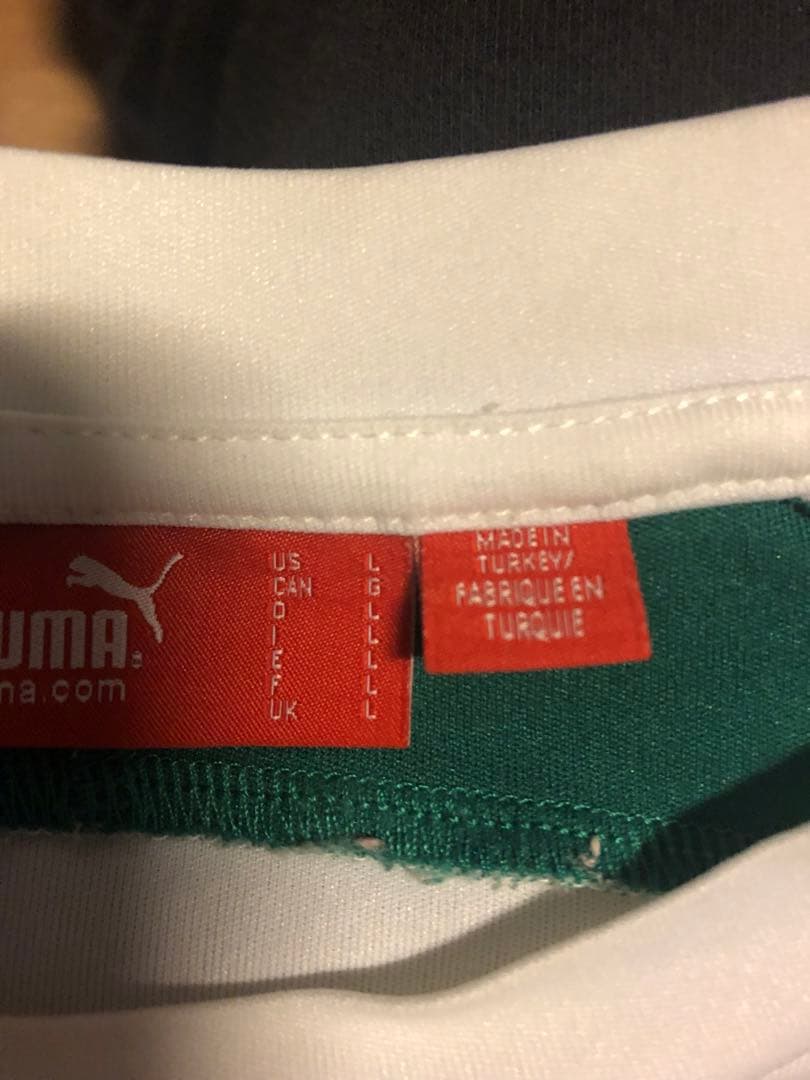 UMA®
na.com
US L
CAN G
D L
I L
E L
F L
UK L
MADE IN
TURKEY/
FABRIQUE EN
TURQUIE